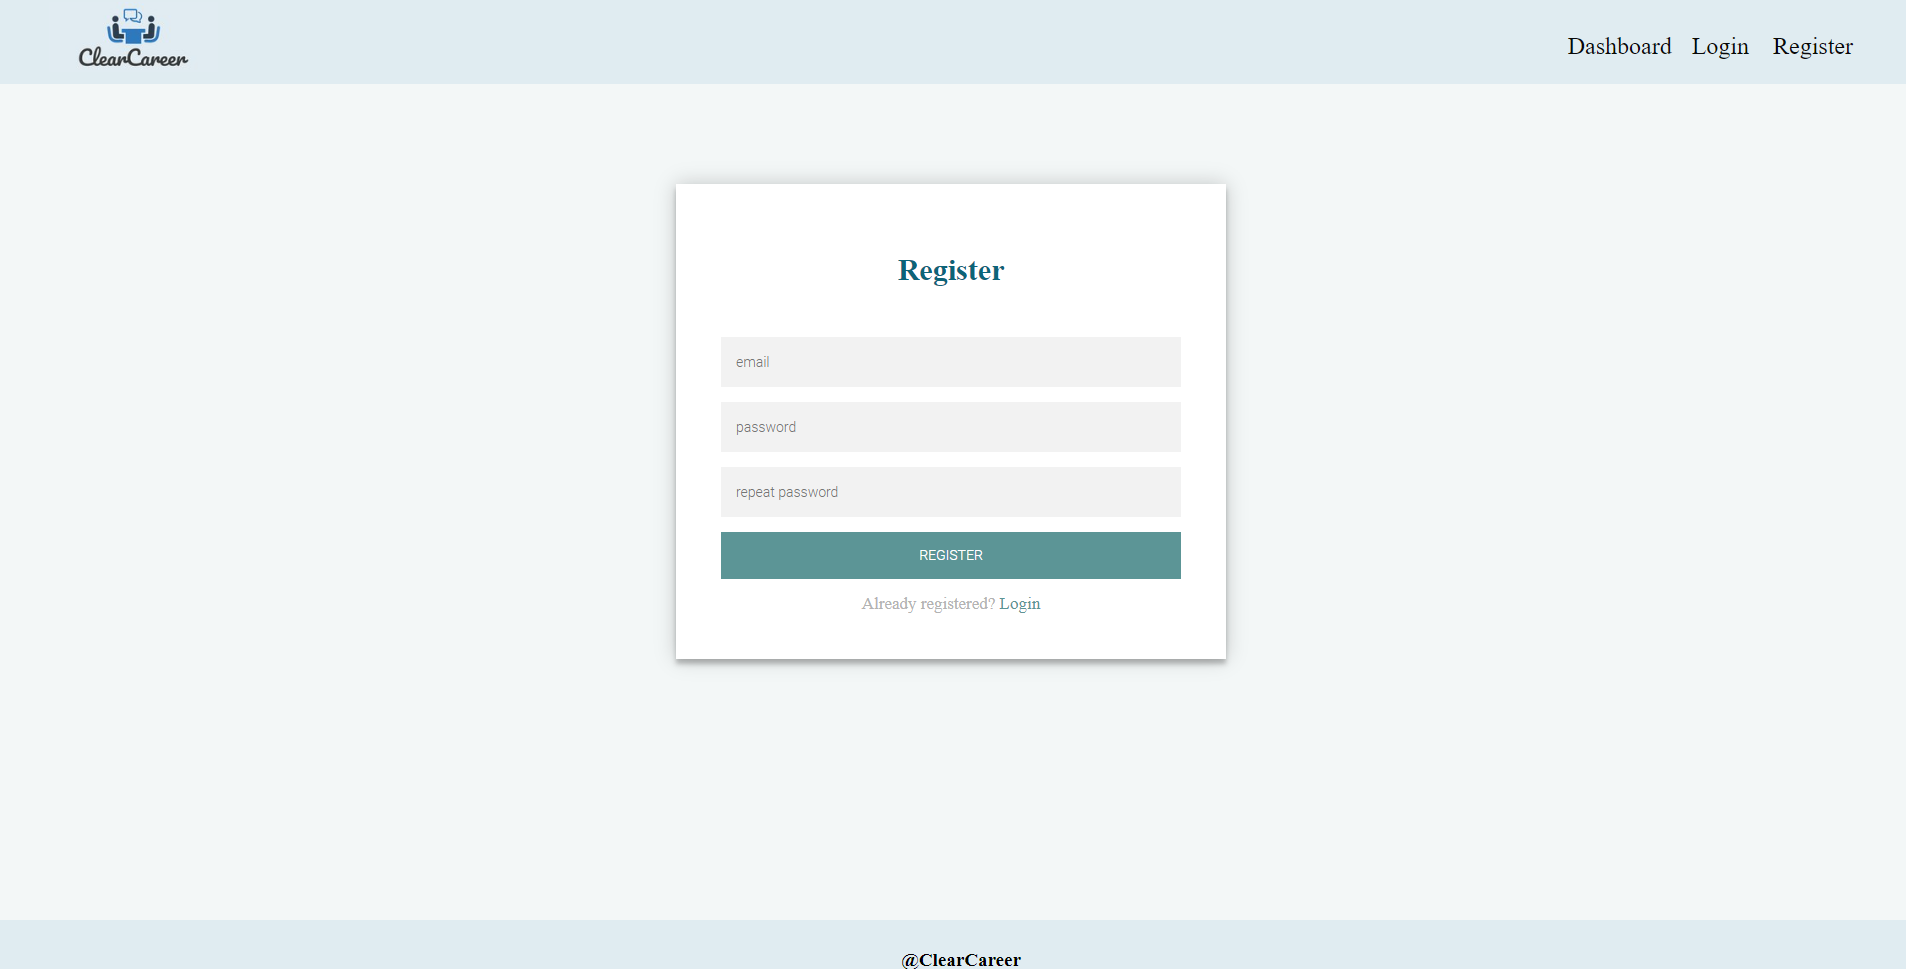 ClearCareer
Dashboard Login Register
Register
email
password
repeat password
REGISTER
Already registered? Login
@ClearCareer